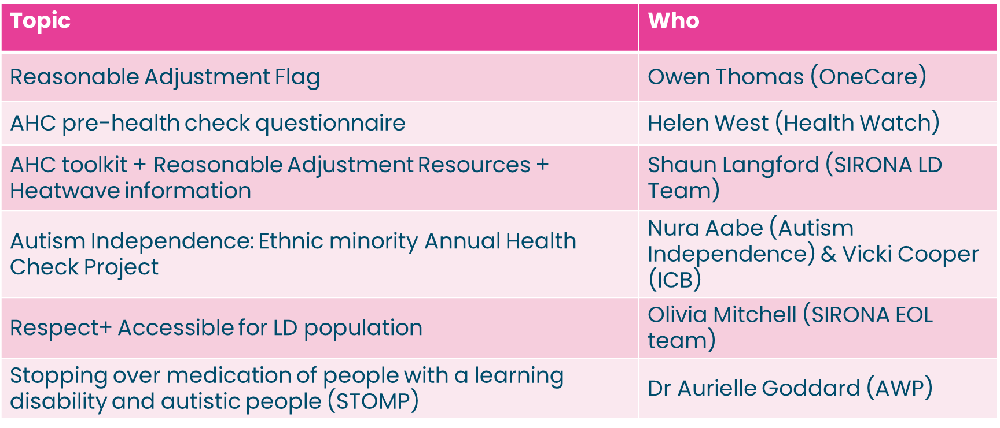 Topic
Who
Reasonable Adjustment Flag
Owen Thomas (OneCare)
AHC pre-health check questionnaire
Helen West (Health Watch)
AHC toolkit + Reasonable Adjustment Resources +
Heatwave information
Shaun Langford (SIRONA LD
Team)
Autism Independence: Ethnic minority Annual Health
Check Project
Nura Aabe (Autism
Independence) & Vicki Cooper
(ICB)
Respect+ Accessible for LD population
Olivia Mitchell (SIRONA EOL
team)
Stopping over medication of people with a learning
disability and autistic people (STOMP)
Dr Aurielle Goddard (AWP)